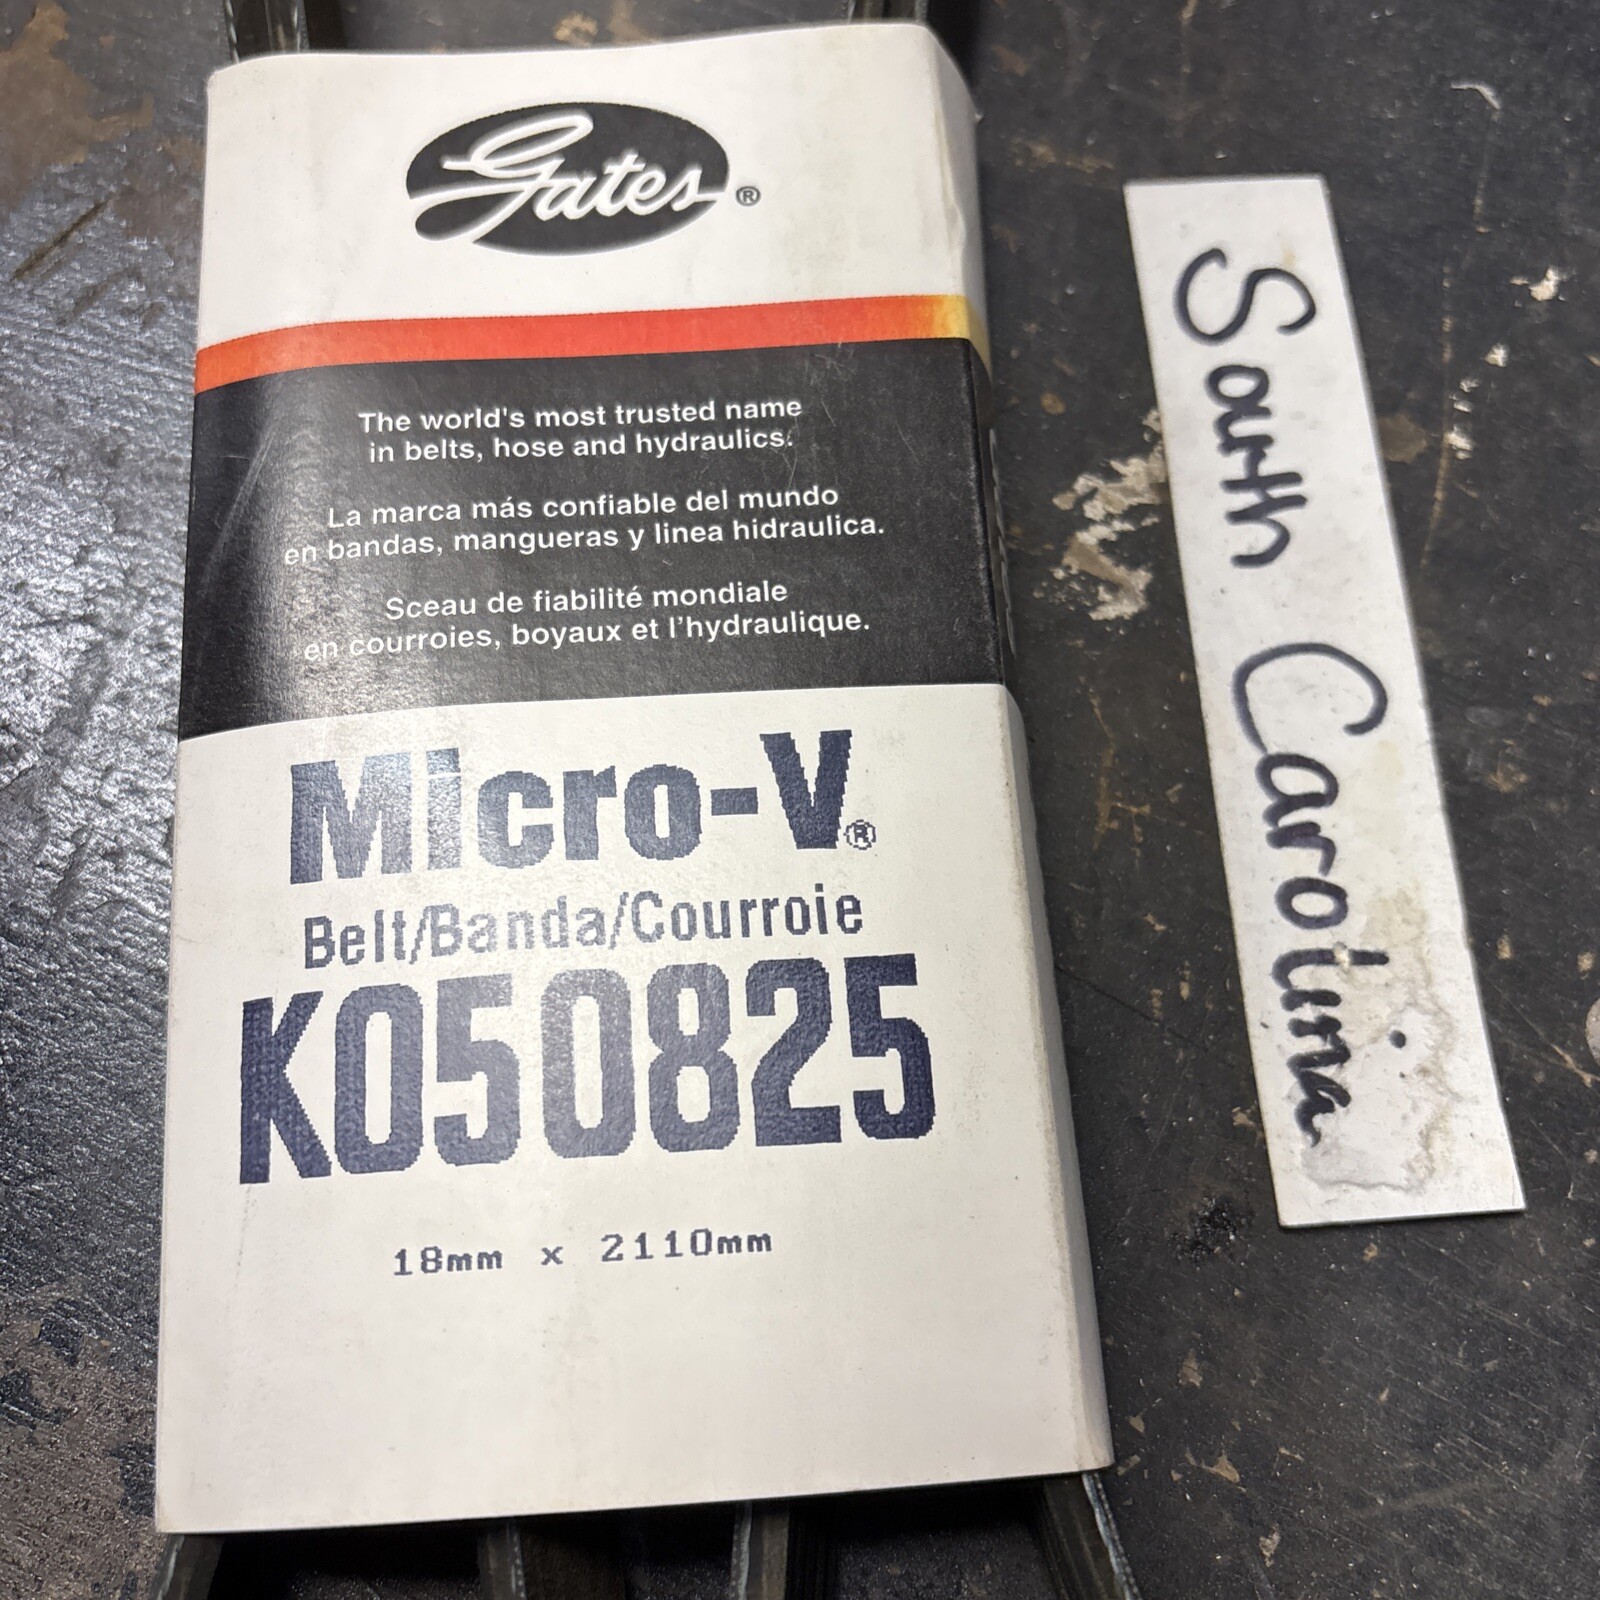 Gates®
The world's most trusted name
in belts, hose and hydraulics.
La marca más confiable del mundo
en bandas, mangueras y linea hidraulica.
Sceau de fiabilité mondiale
en courroies, boyaux et l'hydraulique.
Micro-V®
Belt/Banda/Courroie
K050825
18mm x 2110mm
South Carolina